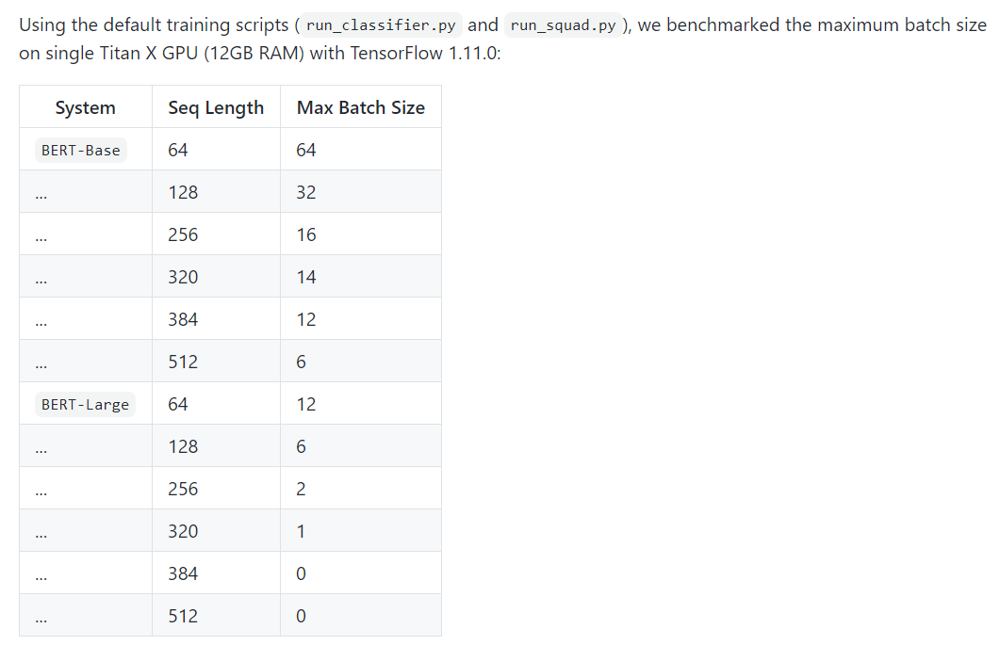 Using the default training scripts ( run_classifier.py and run_squad.py ), we benchmarked the maximum batch size
on single Titan X GPU (12GB RAM) with TensorFlow 1.11.0:
System Seq Length Max Batch Size
BERT-Base 64 64
... 128 32
... 256 16
... 320 14
... 384 12
... 512 6
BERT-Large 64 12
... 128 6
... 256 2
... 320 1
... 384 0
... 512 0